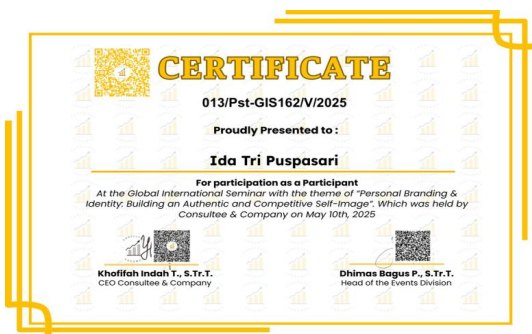 CERTIFICATE
013/Pst-GIS162/V/2025
Proudly Presented to :
Ida Tri Puspasari
For participation as a Participant
At the Global International Seminar with the theme of "Personal Branding &
Identity: Building an Authentic and Competitive Self-Image". Which was held by
Consultee & Company on May 10th, 2025
Khofifah Indah T., S.Tr.T.
CEO Consultee & Company
Dhimas Bagus P., S.Tr.T.
Head of the Events Division